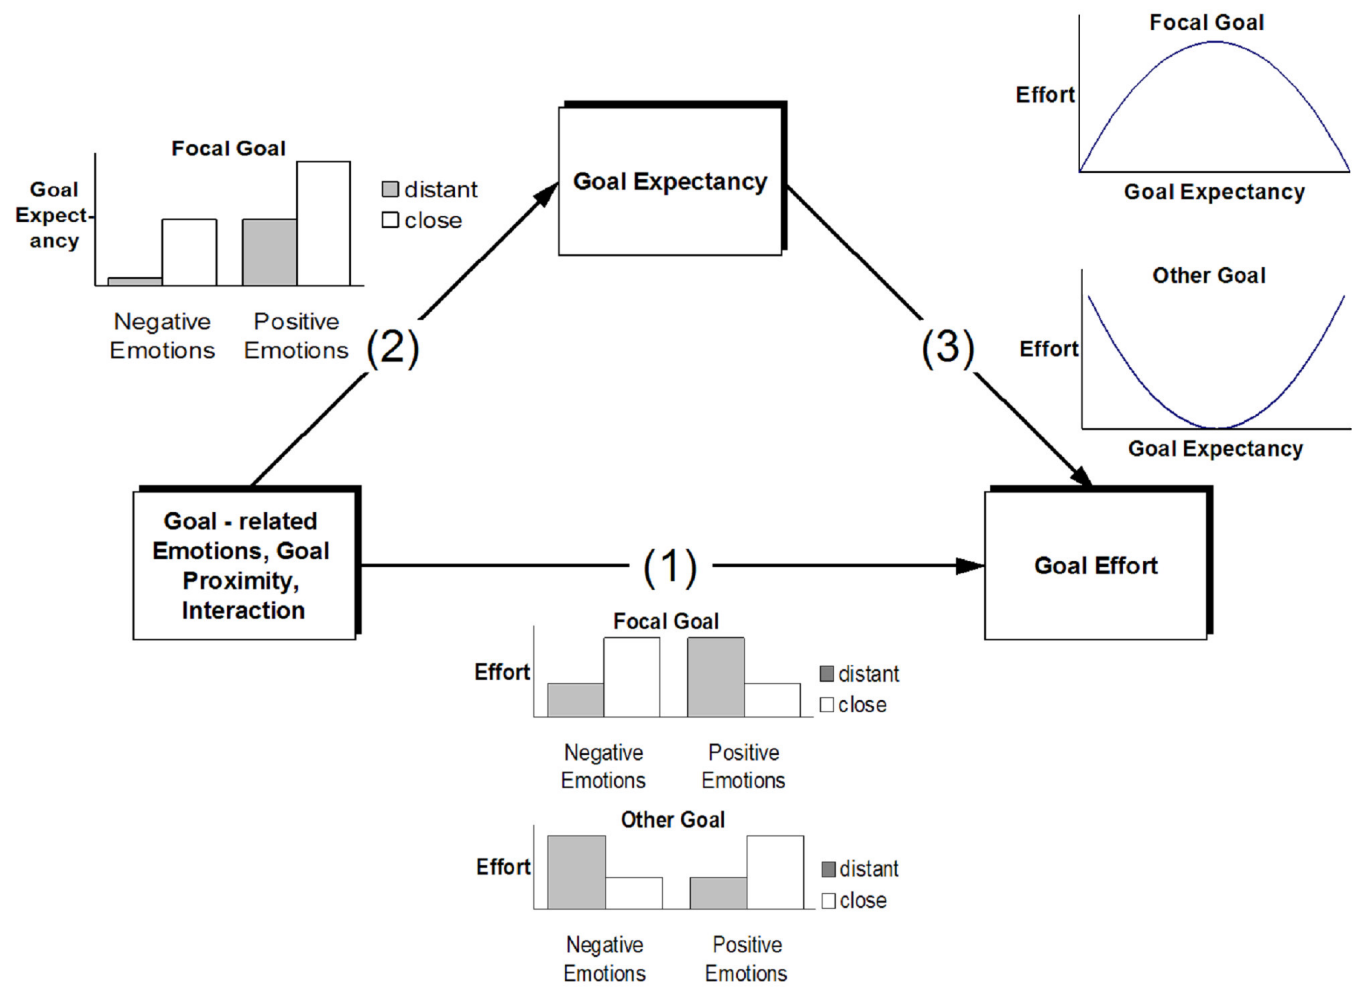 Focal Goal
Effort
Goal Expectancy
Focal Goal
Goal
Expect-
ancy
distant
close
Negative
Emotions
Positive
Emotions
Goal Expectancy
(2)
(3)
Other Goal
Effort
Goal Expectancy
Goal - related
Emotions, Goal
Proximity,
Interaction
(1)
Goal Effort
Focal Goal
Effort
distant
close
Negative
Emotions
Positive
Emotions
Other Goal
Effort
distant
close
Negative
Emotions
Positive
Emotions